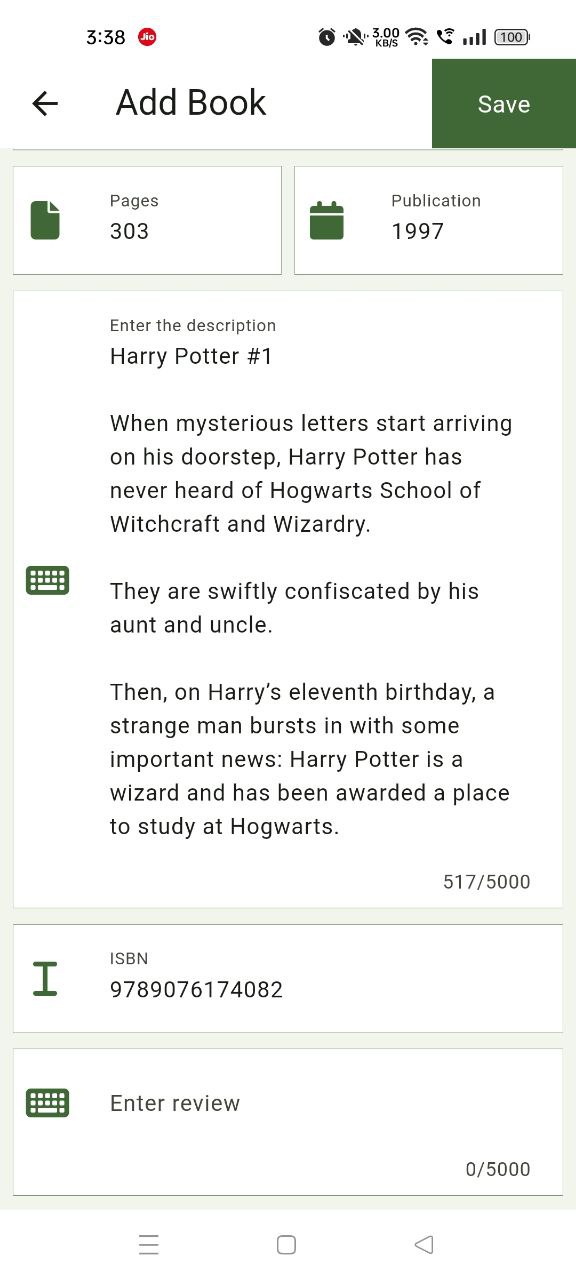 3:38 Jio 3.00 KB/S 100
Add Book
Save
Pages
303
Publication
1997
Enter the description
Harry Potter #1
When mysterious letters start arriving
on his doorstep, Harry Potter has
never heard of Hogwarts School of
Witchcraft and Wizardry.
They are swiftly confiscated by his
aunt and uncle.
Then, on Harry’s eleventh birthday, a
strange man bursts in with some
important news: Harry Potter is a
wizard and has been awarded a place
to study at Hogwarts.
517/5000
ISBN
9789076174082
Enter review
0/5000